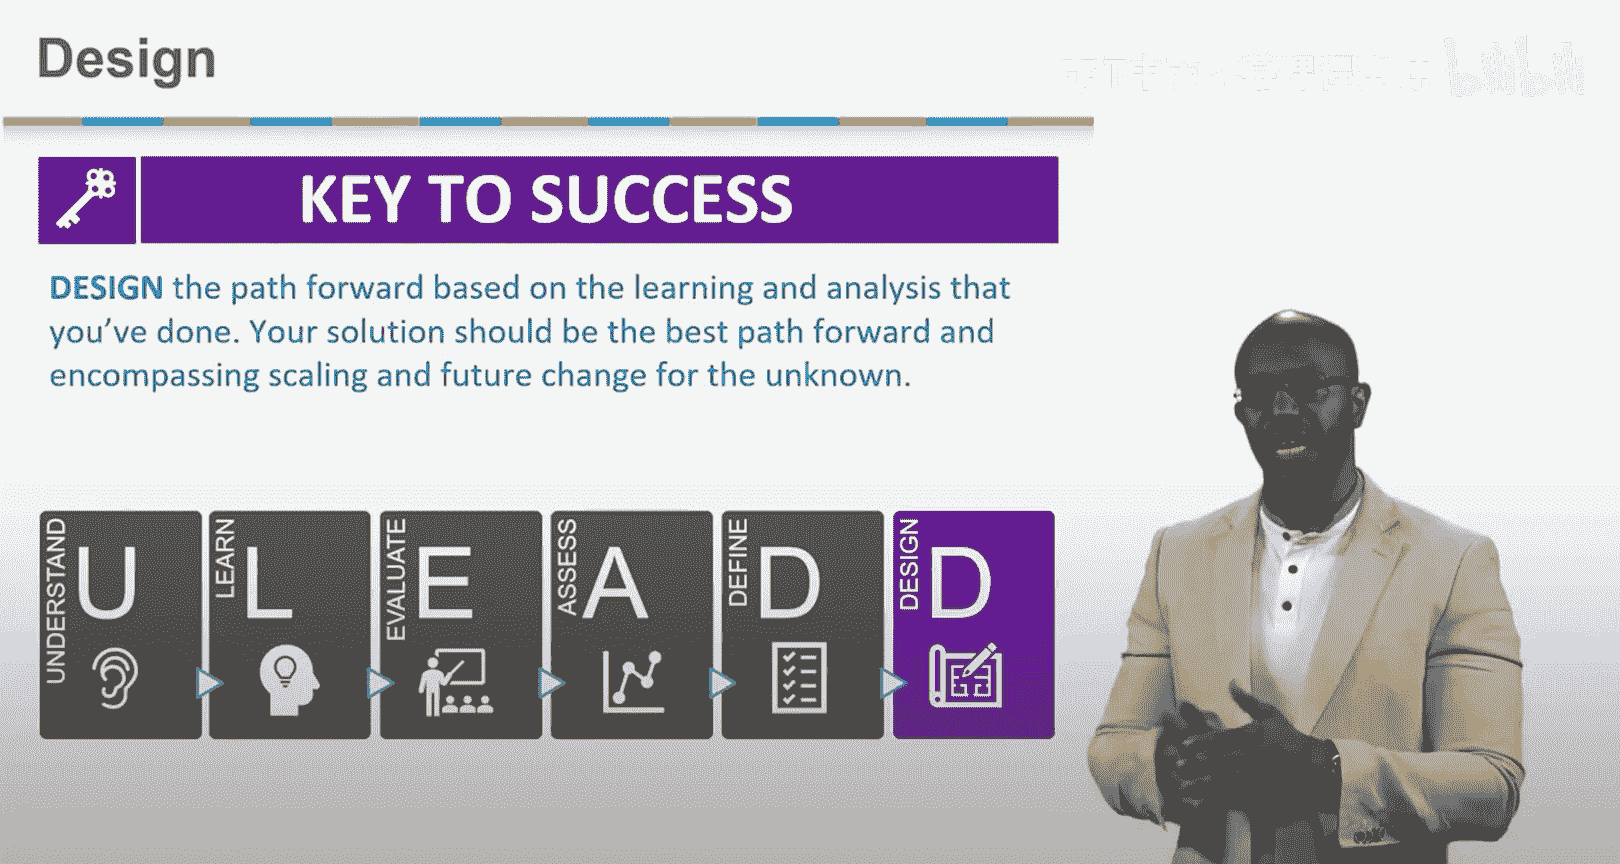 Design
KEY TO SUCCESS
DESIGN the path forward based on the learning and analysis that
you've done. Your solution should be the best path forward and
encompassing scaling and future change for the unknown.
UNDERSTAND
U
LEARN
L
EVALUATE
E
ASSESS
A
DEFINE
D
DESIGN
D
bilibili